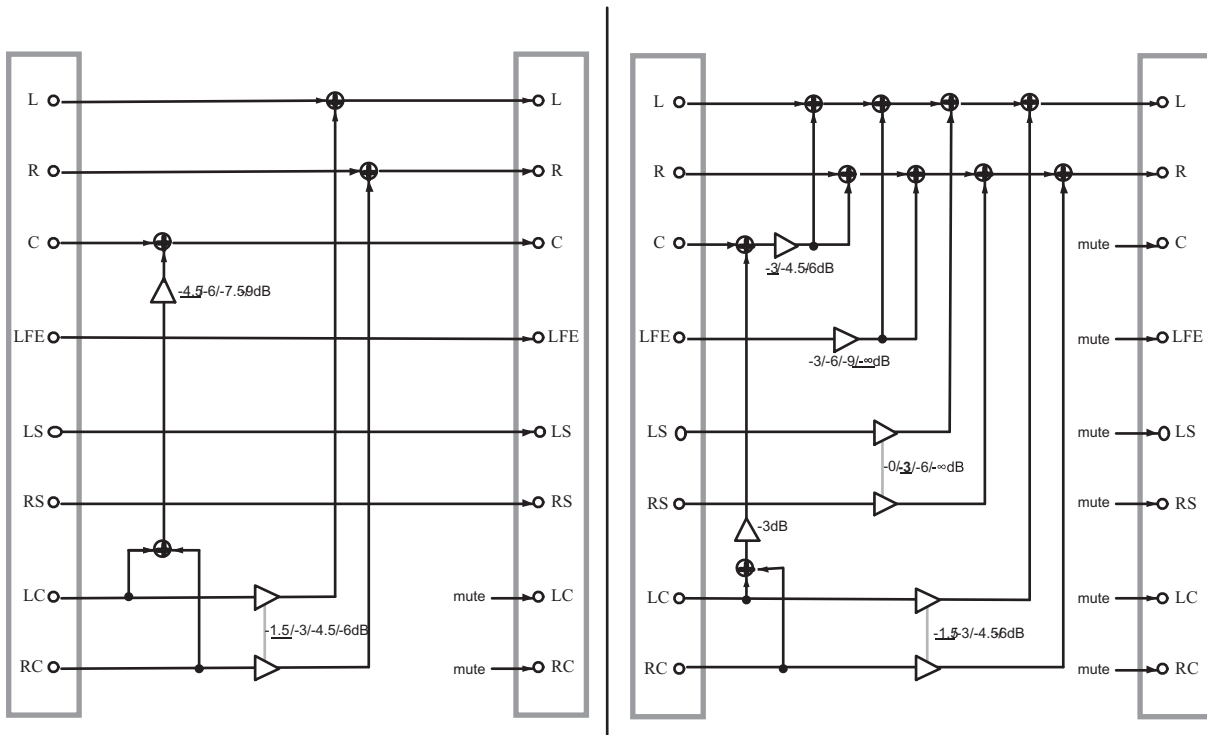 L
L
R
R
C
C
-4.5/-6/-7.5/-9dB
LFE
LFE
LS
LS
RS
RS
LC
mute
LC
-1.5/-3/-4.5/-6dB
RC
mute
RC
L
L
R
R
C
mute
C
-3/-4.5/6dB
LFE
mute
LFE
-3/-6/-9/-∞dB
LS
mute
LS
-0/-3/-6/-∞dB
RS
mute
RS
-3dB
LC
mute
LC
-1.5/-3/-4.56dB
RC
mute
RC